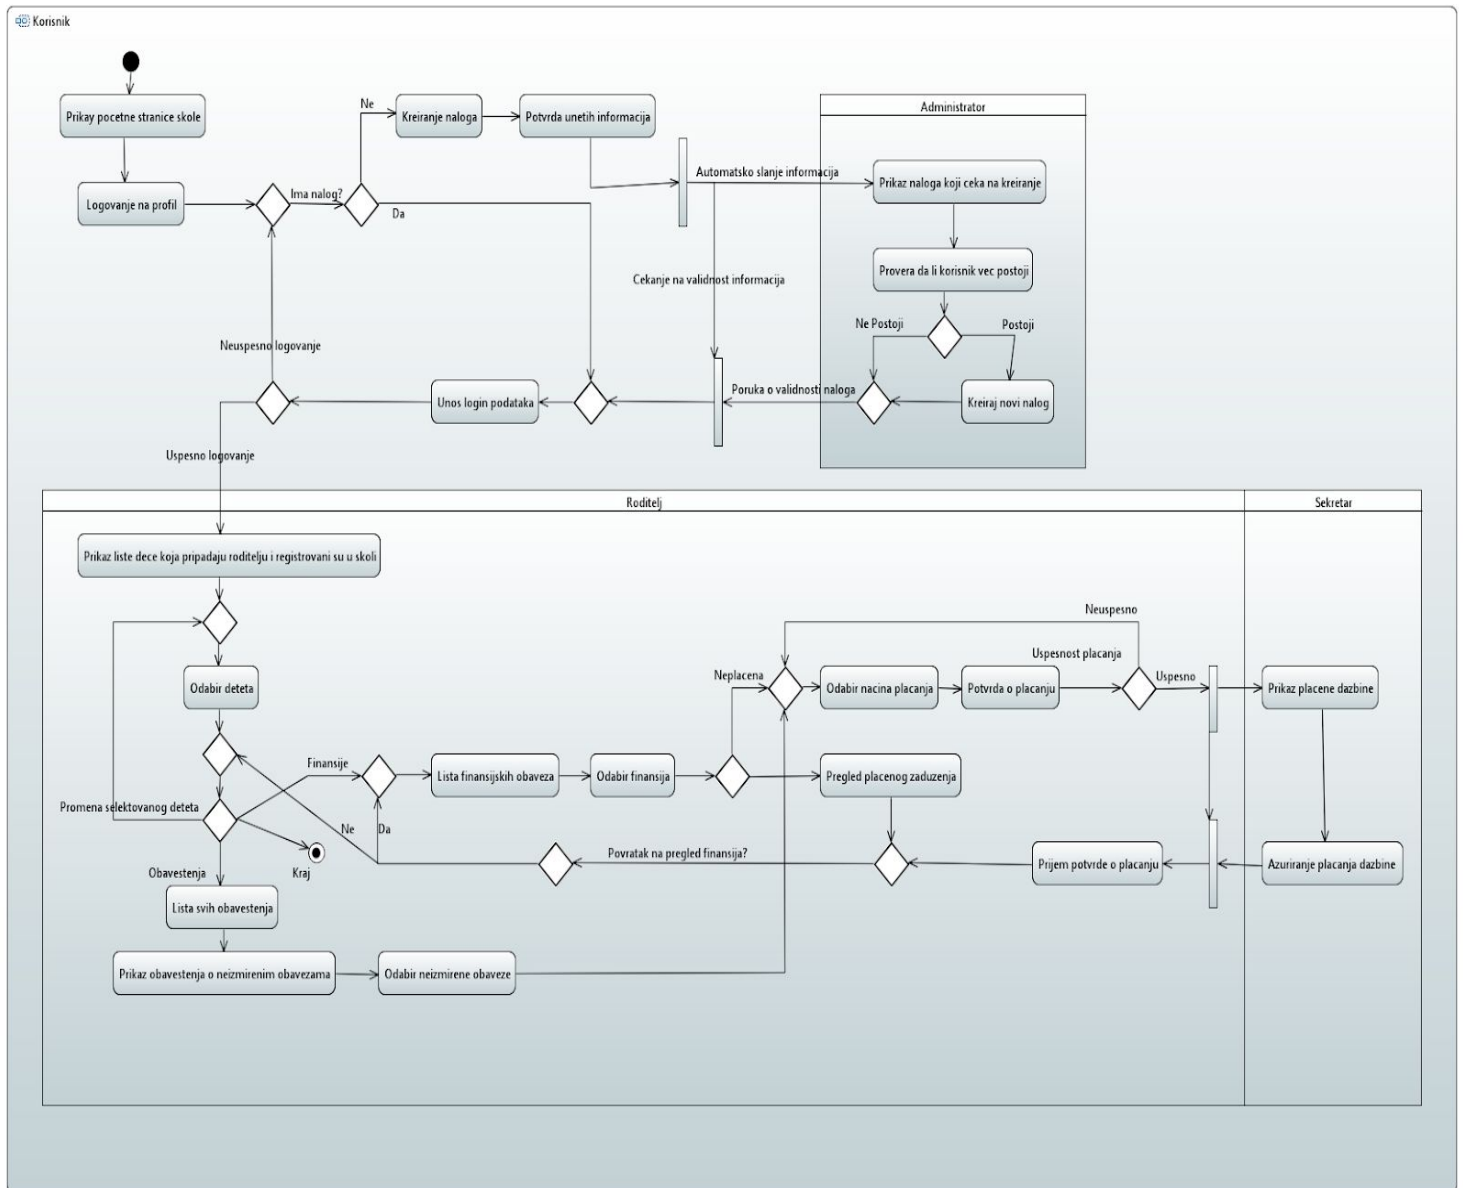 Korisnik
Prikay pocetne stranice skole
Logovanje na profil
Ima nalog?
Ne
Da
Kreiranje naloga
Potvrda unetih informacija
Automatsko slanje informacija
Cekanje na validnost informacija
Administrator
Prikaz naloga koji ceka na kreiranje
Provera da li korisnik vec postoji
Ne Postoji
Postoji
Kreiraj novi nalog
Poruka o validnosti naloga
Unos login podataka
Neuspesno logovanje
Uspesno logovanje
Roditelj
Sekretar
Prikaz liste dece koja pripadaju roditelju i registrovani su u skoli
Odabir deteta
Promena selektovanog deteta
Finansije
Kraj
Obavestenja
Lista svih obavestenja
Prikaz obavestenja o neizmirenim obavezama
Odabir neizmirene obaveze
Lista finansijskih obaveza
Odabir finansija
Neplacena
Odabir nacina placanja
Potvrda o placanju
Uspesnost placanja
Neuspesno
Uspesno
Prikaz placene dazbine
Pregled placenog zaduzenja
Azuriranje placanja dazbine
Prijem potvrde o placanju
Povratak na pregled finansija?
Ne
Da